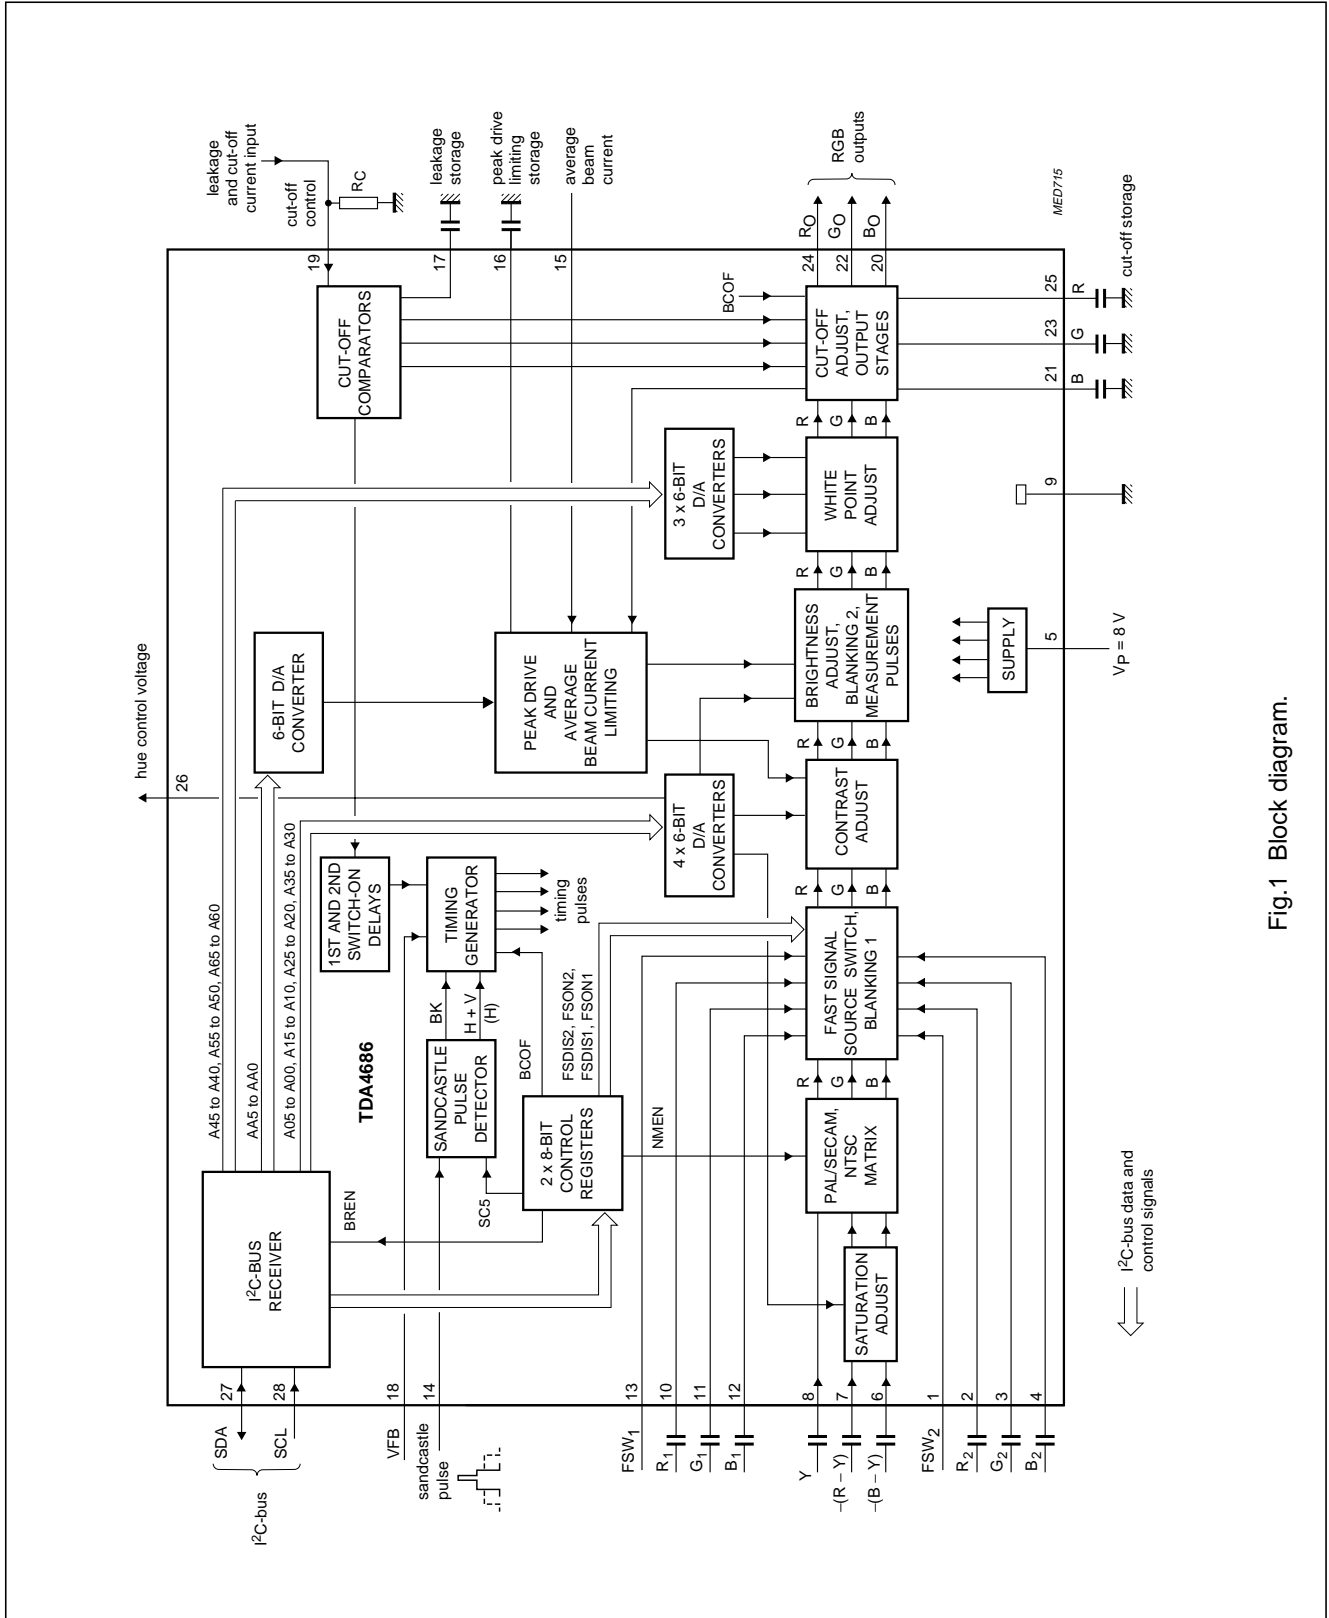 Fig.1 Block diagram.
TDA4686
I²C-bus
SDA
27
SCL
28
I²C-BUS
RECEIVER
A45 to A40, A55 to A50, A65 to A60
AA5 to AA0
A05 to A00, A15 to A10, A25 to A20, A35 to A30
BREN
VFB
18
sandcastle
pulse
14
SC5
SANDCASTLE
PULSE
DETECTOR
BK
H + V
(H)
2 x 8-BIT
CONTROL
REGISTERS
BCOF
FSDIS2, FSON2,
FSDIS1, FSON1
NMEN
1ST AND 2ND
SWITCH-ON
DELAYS
TIMING
GENERATOR
timing
pulses
hue control voltage
26
6-BIT D/A
CONVERTER
4 x 6-BIT
D/A
CONVERTERS
PEAK DRIVE
AND
AVERAGE
BEAM CURRENT
LIMITING
3 x 6-BIT
D/A
CONVERTERS
CUT-OFF
COMPARATORS
leakage
and cut-off
current input
cut-off
control
RC
19
17
leakage
storage
16
peak drive
limiting
storage
15
average
beam
current
BCOF
FSW1
13
R1
10
G1
11
B1
12
Y
8
–(R – Y)
7
–(B – Y)
6
FSW2
1
R2
2
G2
3
B2
4
SATURATION
ADJUST
PAL/SECAM,
NTSC
MATRIX
R
G
B
FAST SIGNAL
SOURCE SWITCH,
BLANKING 1
R
G
B
CONTRAST
ADJUST
R
G
B
BRIGHTNESS
ADJUST,
BLANKING 2,
MEASUREMENT
PULSES
R
G
B
WHITE
POINT
ADJUST
R
G
B
CUT-OFF
ADJUST,
OUTPUT
STAGES
24
RO
22
GO
20
BO
RGB
outputs
SUPPLY
5
VP = 8 V
9
21
B
23
G
25
R
cut-off storage
MED715
I²C-bus data and
control signals